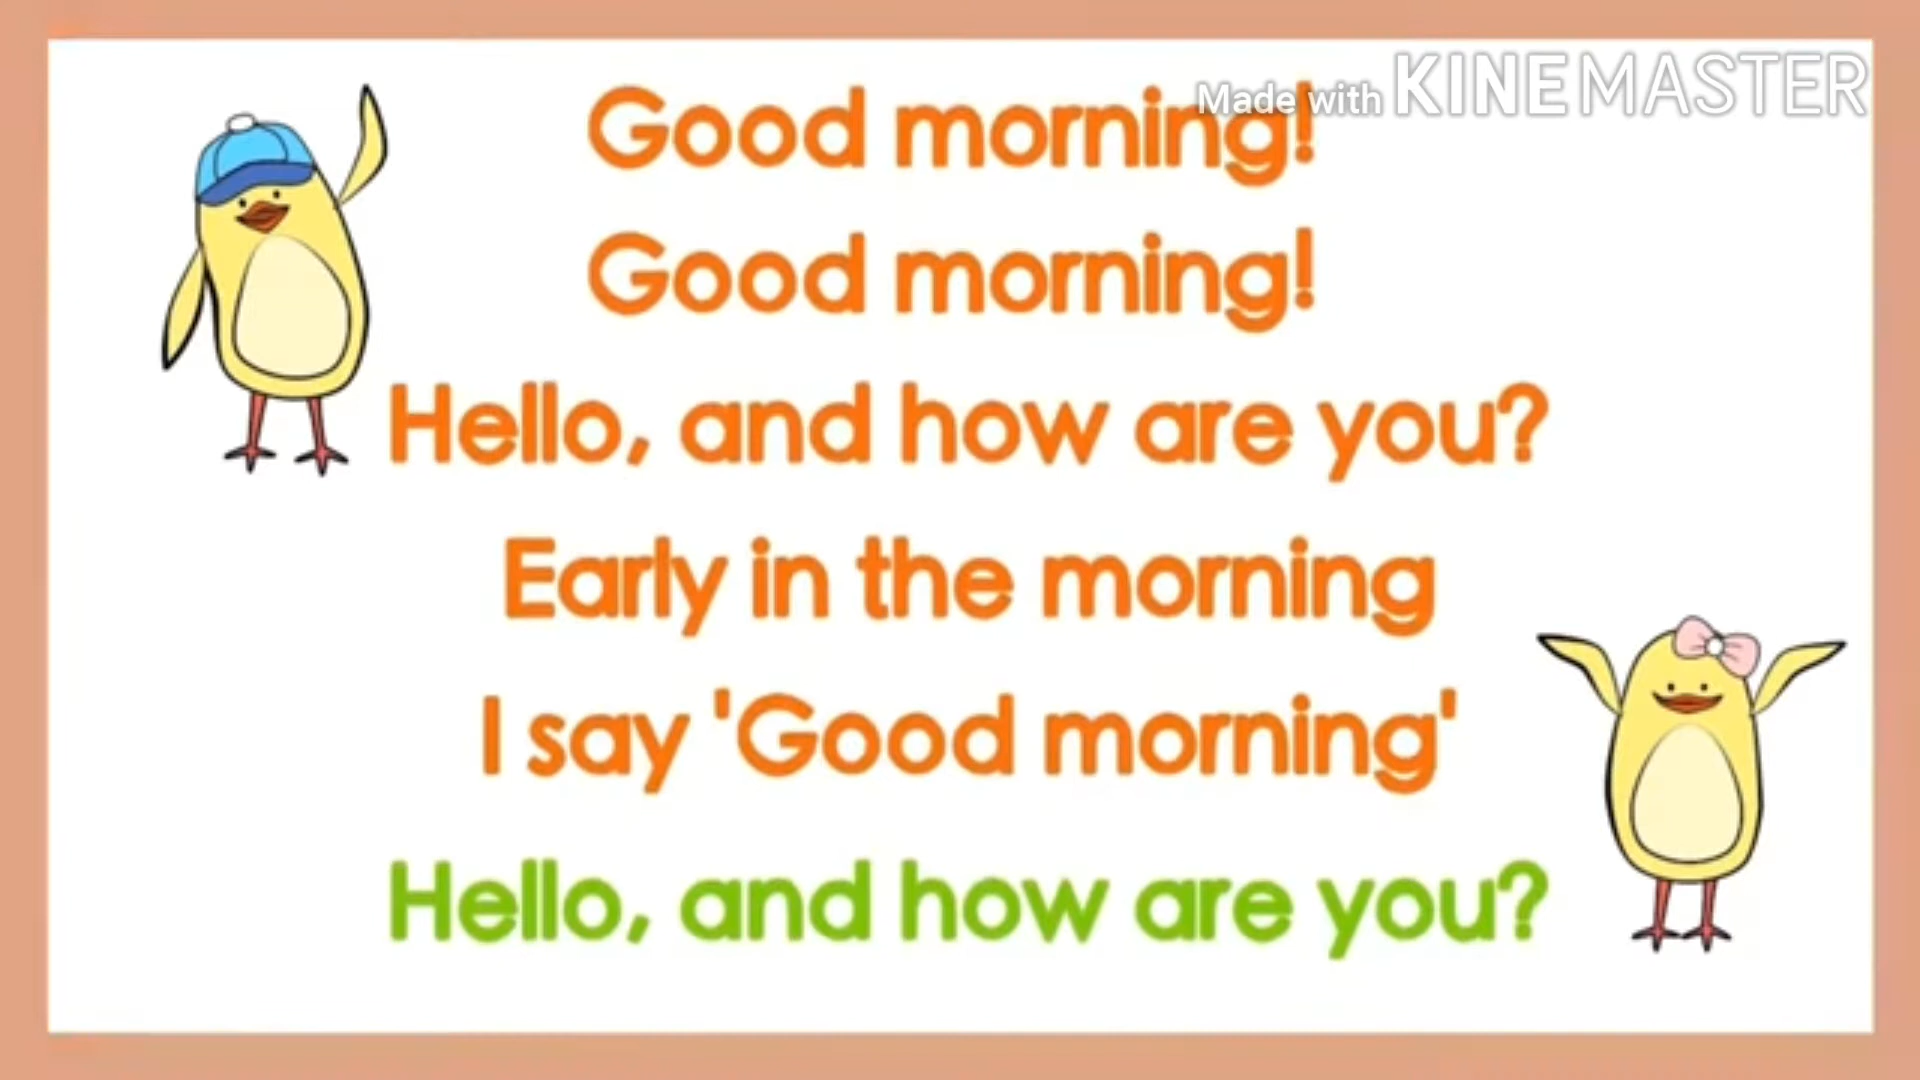 Made with KINEMASTER
Good morning!
Good morning!
Hello, and how are you?
Early in the morning
I say 'Good morning'
Hello, and how are you?